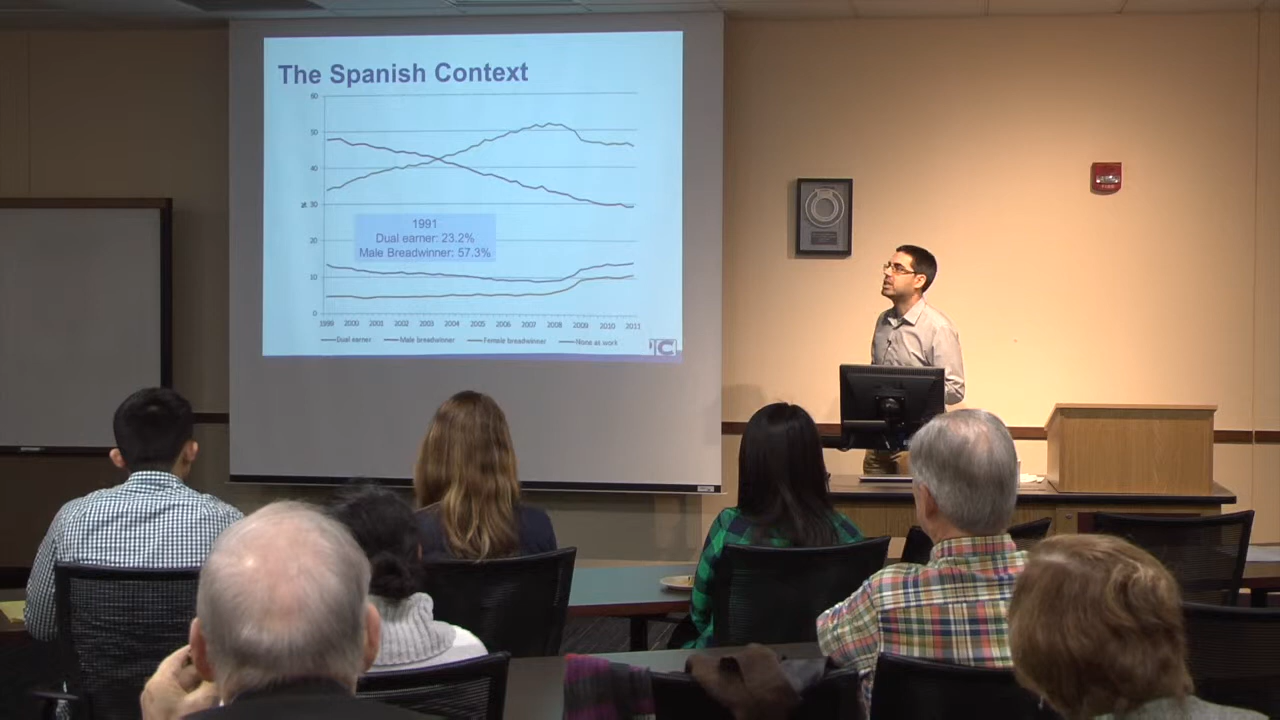 The Spanish Context
60
50
40
%
30
20
10
0
1991
Dual earner: 23.2%
Male Breadwinner: 57.3%
1999 2000 2001 2002 2003 2004 2005 2006 2007 2008 2009 2010 2011
Dual earner Male breadwinner Female breadwinner None at work
FIRE